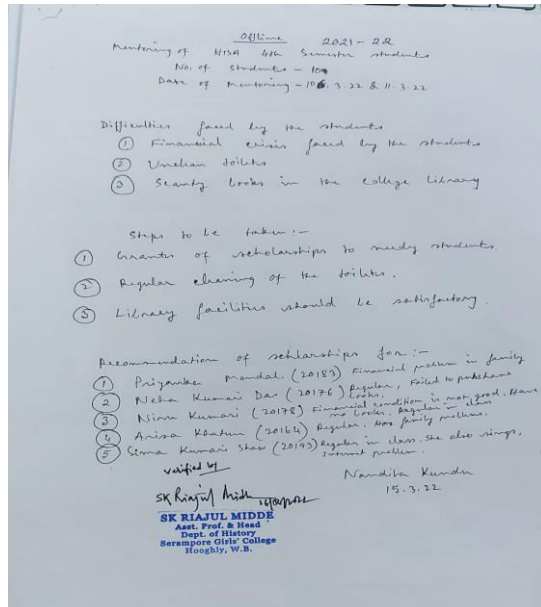 Offline 2021-22
Mentoring of HISA 4th Semester students
No. of students - 10
Date of Mentoring - 10.3.22 & 11.3.22
Difficulties faced by the students
① Financial crisis faced by the students
② Unclean toilets
③ Scanty books in the college Library
Steps to be taken :-
① Grants of scholarships to needy students.
② Regular cleaning of the toilets.
③ Library facilities should be satisfactory.
Recommendation of scholarships for :-
① Priyanka Mandal. (20183) Financial problem in family
② Neha Kumari Das (20176) Regular, Failed to purchase books.
③ Nisha Kumari (20178) Financial condition is not good. Have no books. Regular in class
④ Arisa Khatun (20164) Regular. Has family problem.
⑤ Sima Kumari Shaw (20193) Regular in class. She also sings. Internet problem.
Verified by
SK Riajul Midde
Nandita Kundu
15.3.22
SK RIAJUL MIDDE
Asst. Prof. & Head
Dept. of History
Serampore Girls' College
Hooghly, W.B.